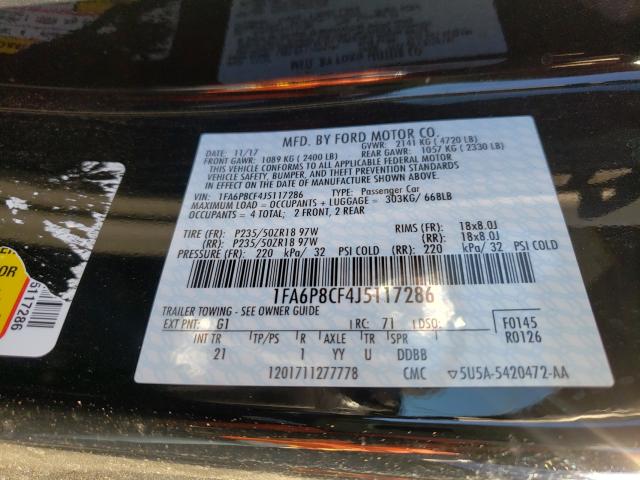 MFD. BY FORD MOTOR CO.
DATE: 11/17 GVWR: 2141 KG ( 4720 LB)
FRONT GAWR: 1089 KG ( 2400 LB) REAR GAWR: 1057 KG ( 2330 LB)
THIS VEHICLE CONFORMS TO ALL APPLICABLE FEDERAL MOTOR
VEHICLE SAFETY, BUMPER, AND THEFT PREVENTION STANDARDS
IN EFFECT ON THE DATE OF MANUFACTURE SHOWN ABOVE.
VIN: 1FA6P8CF4J5117286 TYPE: Passenger Car
MAXIMUM LOAD = OCCUPANTS + LUGGAGE = 303KG/ 668LB
OCCUPANTS = 4 TOTAL; 2 FRONT, 2 REAR
TIRE (FR): P235/50ZR18 97W RIMS (FR): 18x8.0J
(RR): P235/50ZR18 97W (RR): 18x8.0J
PRESSURE (FR): 220 kPa/ 32 PSI COLD (RR): 220 kPa/ 32 PSI COLD
1FA6P8CF4J5117286
TRAILER TOWING - SEE OWNER GUIDE
EXT PNT: G1 RC: 71 DSO: F0145
INT TR TP/PS R AXLE TR SPR R0126
21 1 YY U DDBB
1201711277778 CMC ▽5U5A-5420472-AA
5117286